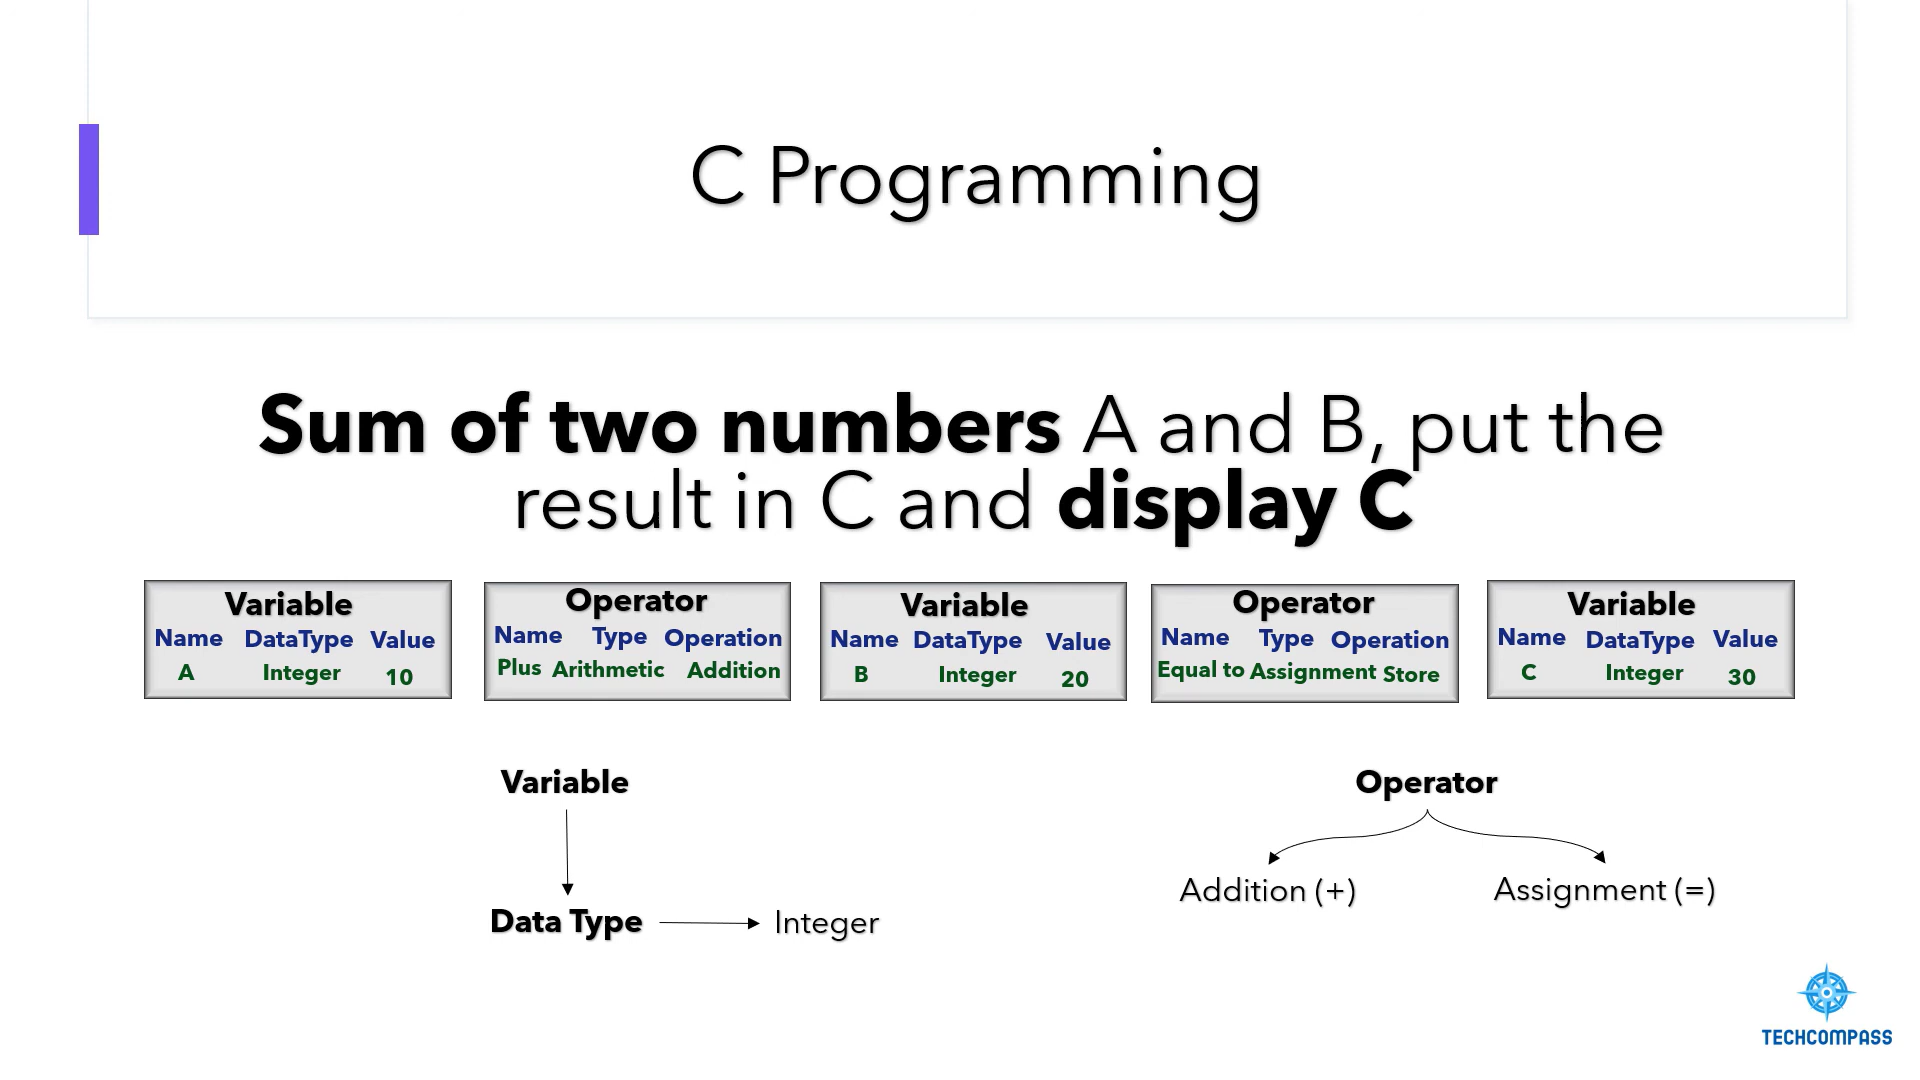 C Programming
Sum of two numbers A and B, put the
result in C and display C
Variable
Name DataType Value
A Integer 10
Operator
Name Type Operation
Plus Arithmetic Addition
Variable
Name DataType Value
B Integer 20
Operator
Name Type Operation
Equal to Assignment Store
Variable
Name DataType Value
C Integer 30
Variable
Data Type
Integer
Operator
Addition (+)
Assignment (=)
TECHCOMPASS